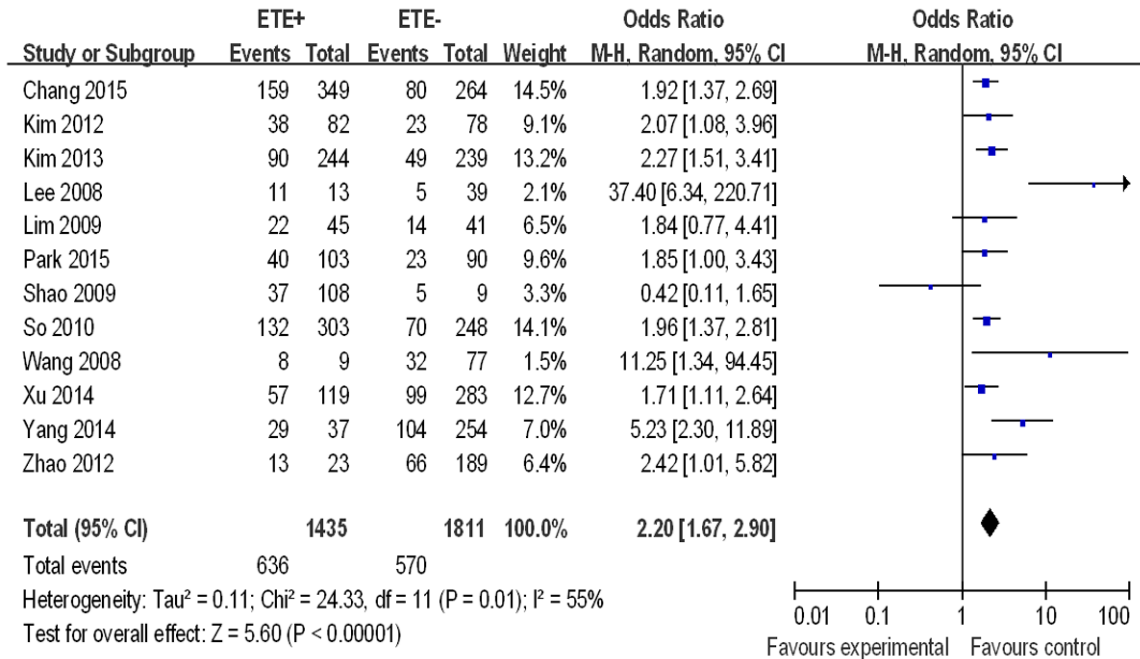 ETE+ ETE- Odds Ratio Odds Ratio
Study or Subgroup Events Total Events Total Weight M-H, Random, 95% CI M-H, Random, 95% CI
Chang 2015 159 349 80 264 14.5% 1.92 [1.37, 2.69]
Kim 2012 38 82 23 78 9.1% 2.07 [1.08, 3.96]
Kim 2013 90 244 49 239 13.2% 2.27 [1.51, 3.41]
Lee 2008 11 13 5 39 2.1% 37.40 [6.34, 220.71]
Lim 2009 22 45 14 41 6.5% 1.84 [0.77, 4.41]
Park 2015 40 103 23 90 9.6% 1.85 [1.00, 3.43]
Shao 2009 37 108 5 9 3.3% 0.42 [0.11, 1.65]
So 2010 132 303 70 248 14.1% 1.96 [1.37, 2.81]
Wang 2008 8 9 32 77 1.5% 11.25 [1.34, 94.45]
Xu 2014 57 119 99 283 12.7% 1.71 [1.11, 2.64]
Yang 2014 29 37 104 254 7.0% 5.23 [2.30, 11.89]
Zhao 2012 13 23 66 189 6.4% 2.42 [1.01, 5.82]
Total (95% CI) 1435 1811 100.0% 2.20 [1.67, 2.90]
Total events 636 570
Heterogeneity: Tau² = 0.11; Chi² = 24.33, df = 11 (P = 0.01); I² = 55%
Test for overall effect: Z = 5.60 (P < 0.00001)
0.01 0.1 1 10 100
Favours experimental Favours control